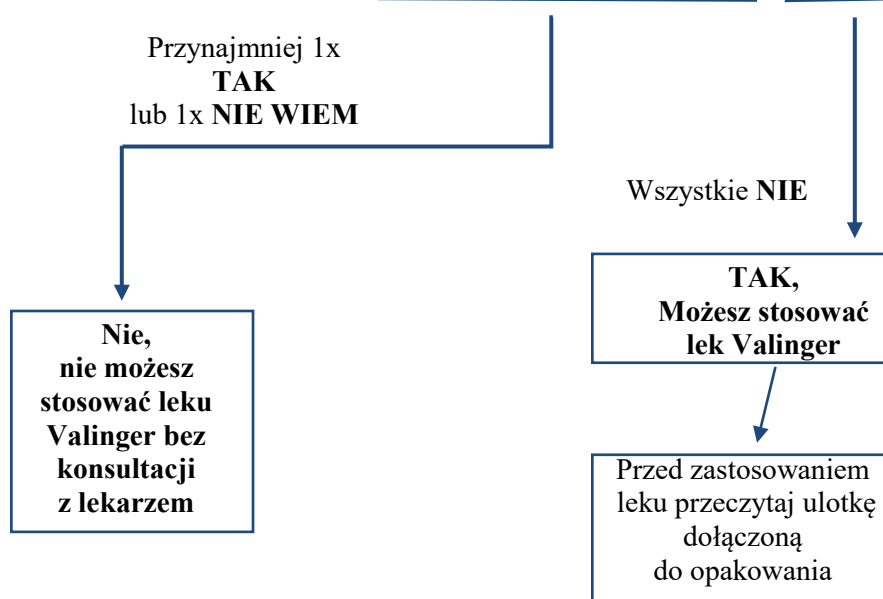 Przynajmniej 1x
TAK
lub 1x NIE WIEM
Wszystkie NIE
Nie,
nie możesz
stosować leku
Valinger bez
konsultacji
z lekarzem
TAK,
Możesz stosować
lek Valinger
Przed zastosowaniem
leku przeczytaj ulotkę
dołączoną
do opakowania